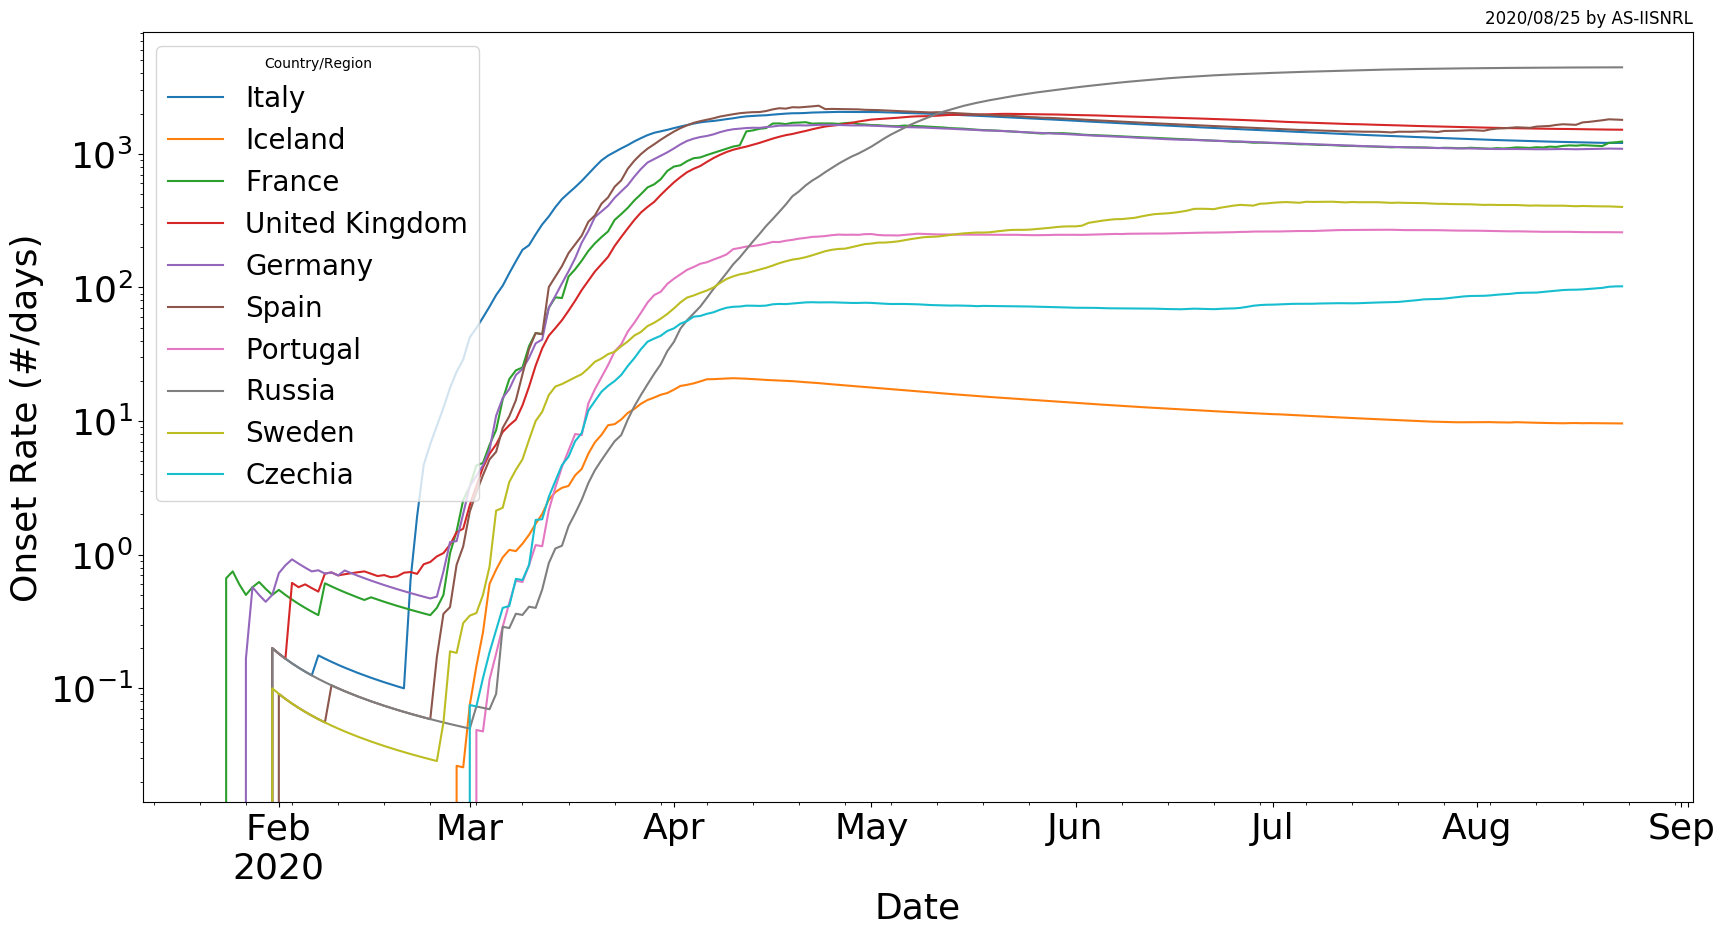 2020/08/25 by AS-IISNRL
Country/Region
Italy
Iceland
France
United Kingdom
Germany
Spain
Portugal
Russia
Sweden
Czechia
Onset Rate (#/days)
10³
10²
10¹
10⁰
10⁻¹
Feb Mar Apr May Jun Jul Aug Sep
2020
Date